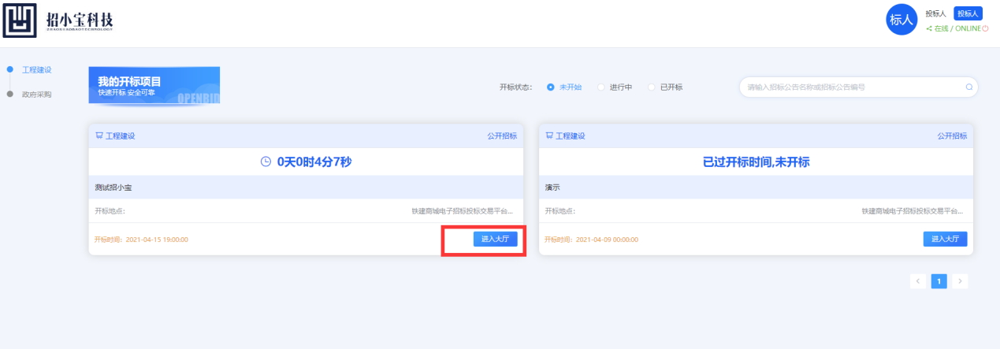 招小宝科技
ZHAOXIAOBAOTECHNOLOGY
标人
投标人 投标人
在线 / ONLINE
工程建设
政府采购
我的开标项目
快速开标 安全可靠
OPENBID
开标状态： 未开始 进行中 已开标
请输入招标公告名称或招标公告编号
工程建设 公开招标
0天0时4分7秒
测试招小宝
开标地点： 铁建商城电子招标投标交易平台...
开标时间：2021-04-15 19:00:00 进入大厅
工程建设 公开招标
已过开标时间,未开标
演示
开标地点： 铁建商城电子招标投标交易平台...
开标时间：2021-04-09 00:00:00 进入大厅
< 1 >